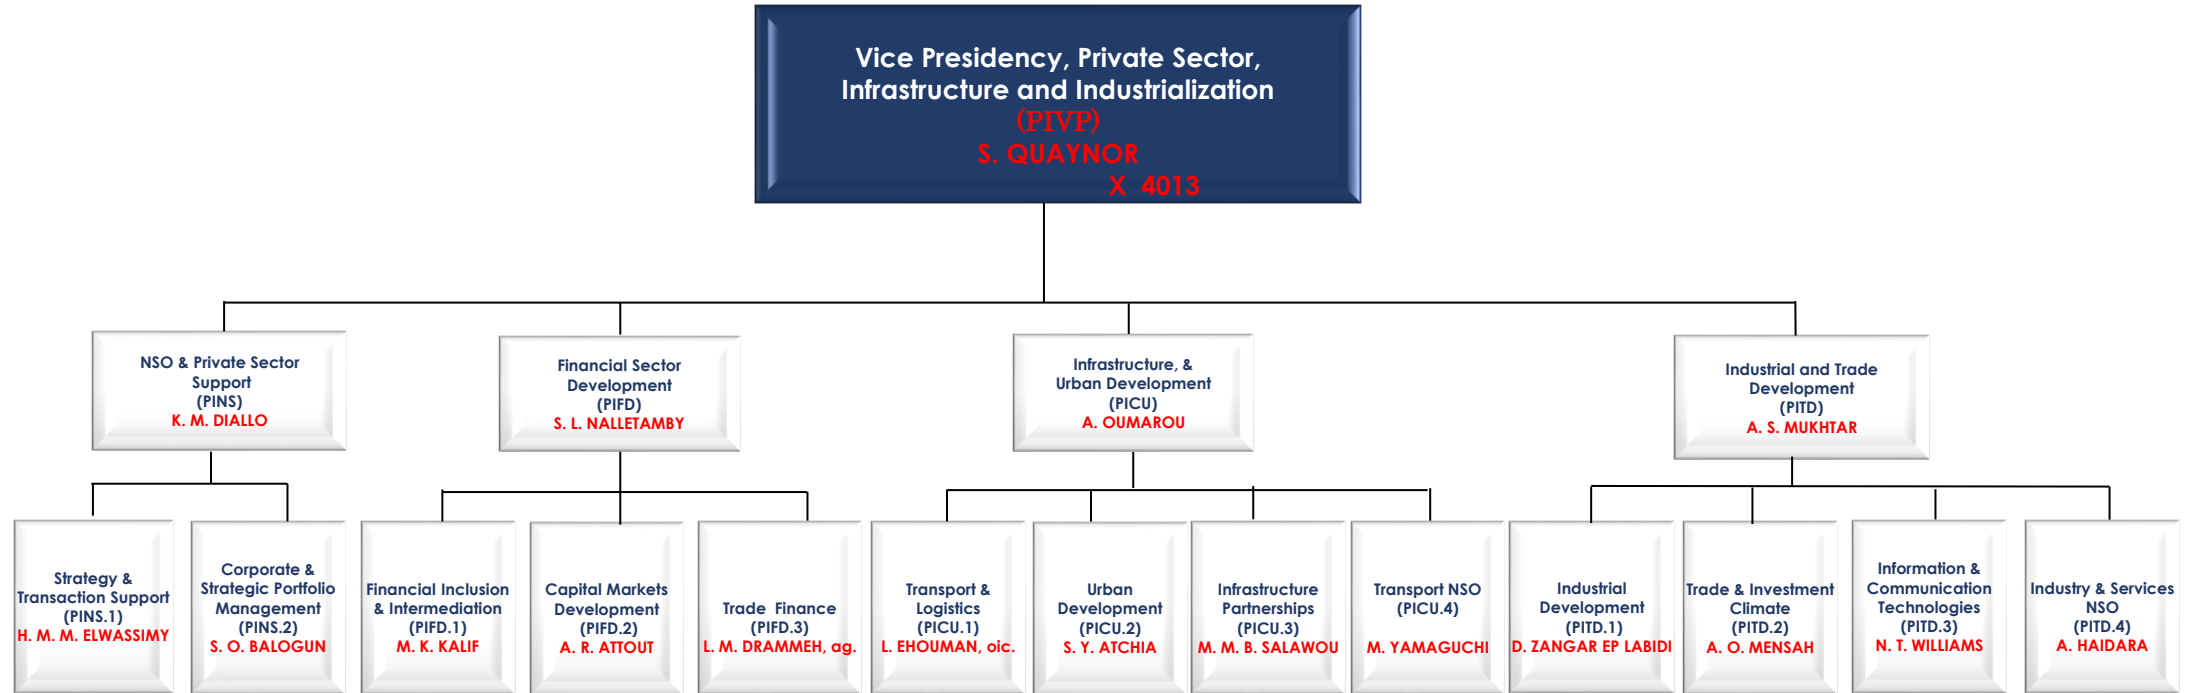 Vice Presidency, Private Sector,
Infrastructure and Industrialization
(PIVP)
S. QUAYNOR
X 4013
NSO & Private Sector
Support
(PINS)
K. M. DIALLO
Financial Sector
Development
(PIFD)
S. L. NALLETAMBY
Infrastructure, &
Urban Development
(PICU)
A. OUMAROU
Industrial and Trade
Development
(PITD)
A. S. MUKHTAR
Strategy &
Transaction Support
(PINS.1)
H. M. M. ELWASSIMY
Corporate &
Strategic Portfolio
Management
(PINS.2)
S. O. BALOGUN
Financial Inclusion
& Intermediation
(PIFD.1)
M. K. KALIF
Capital Markets
Development
(PIFD.2)
A. R. ATTOUT
Trade Finance
(PIFD.3)
L. M. DRAMMEH, ag.
Transport &
Logistics
(PICU.1)
L. EHOUMAN, oic.
Urban
Development
(PICU.2)
S. Y. ATCHIA
Infrastructure
Partnerships
(PICU.3)
M. M. B. SALAWOU
Transport NSO
(PICU.4)
M. YAMAGUCHI
Industrial
Development
(PITD.1)
D. ZANGAR EP LABIDI
Trade & Investment
Climate
(PITD.2)
A. O. MENSAH
Information &
Communication
Technologies
(PITD.3)
N. T. WILLIAMS
Industry & Services
NSO
(PITD.4)
A. HAIDARA